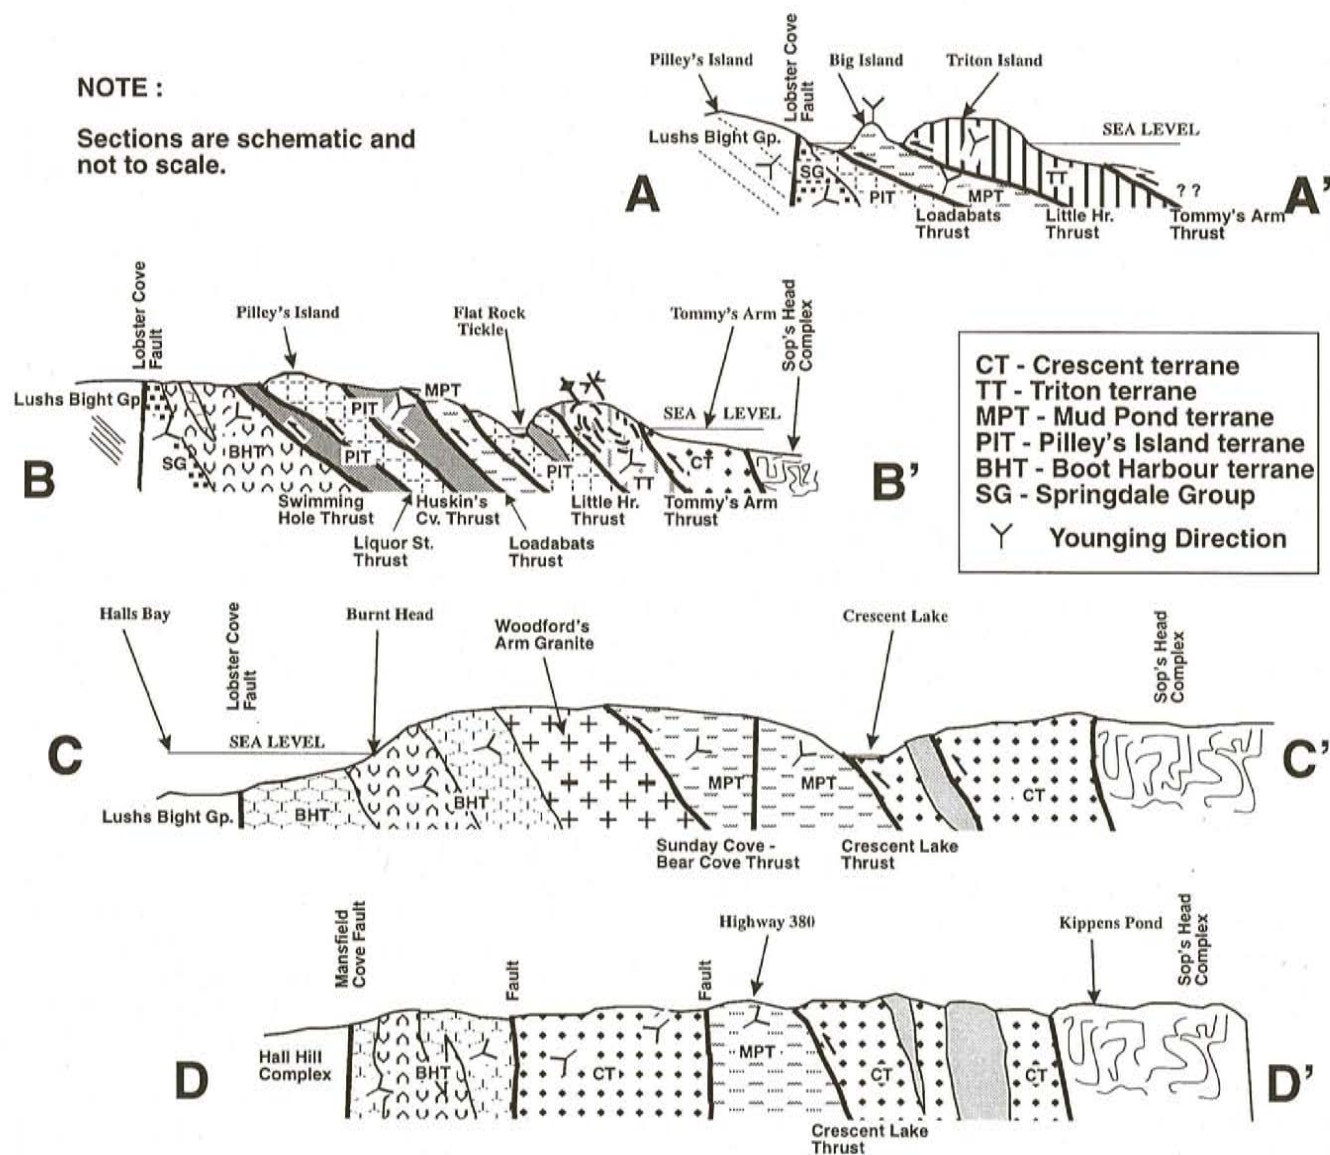 NOTE :
Sections are schematic and
not to scale.
Pilley's Island
Lobster Cove
Fault
Big Island
Triton Island
Lushs Bight Gp.
SEA LEVEL
A
SG
PIT
MPT
TT
? ?
A'
Loadabats
Thrust
Little Hr.
Thrust
Tommy's Arm
Thrust
Lobster Cove
Fault
Pilley's Island
Flat Rock
Tickle
Tommy's Arm
Sop's Head
Complex
Lushs Bight Gp.
MPT
PIT
SEA LEVEL
B
SG
BHT
PIT
PIT
TT
CT
B'
Swimming
Hole Thrust
Huskin's
Cv. Thrust
Little Hr.
Thrust
Tommy's Arm
Thrust
Liquor St.
Thrust
Loadabats
Thrust
CT - Crescent terrane
TT - Triton terrane
MPT - Mud Pond terrane
PIT - Pilley's Island terrane
BHT - Boot Harbour terrane
SG - Springdale Group
Younging Direction
Halls Bay
Lobster Cove
Fault
Burnt Head
Woodford's
Arm Granite
Crescent Lake
Sop's Head
Complex
C
SEA LEVEL
C'
Lushs Bight Gp.
BHT
BHT
MPT
MPT
CT
Sunday Cove -
Bear Cove Thrust
Crescent Lake
Thrust
Mansfield
Cove Fault
Fault
Fault
Highway 380
Kippens Pond
Sop's Head
Complex
D
Hall Hill
Complex
BHT
CT
MPT
CT
CT
D'
Crescent Lake
Thrust